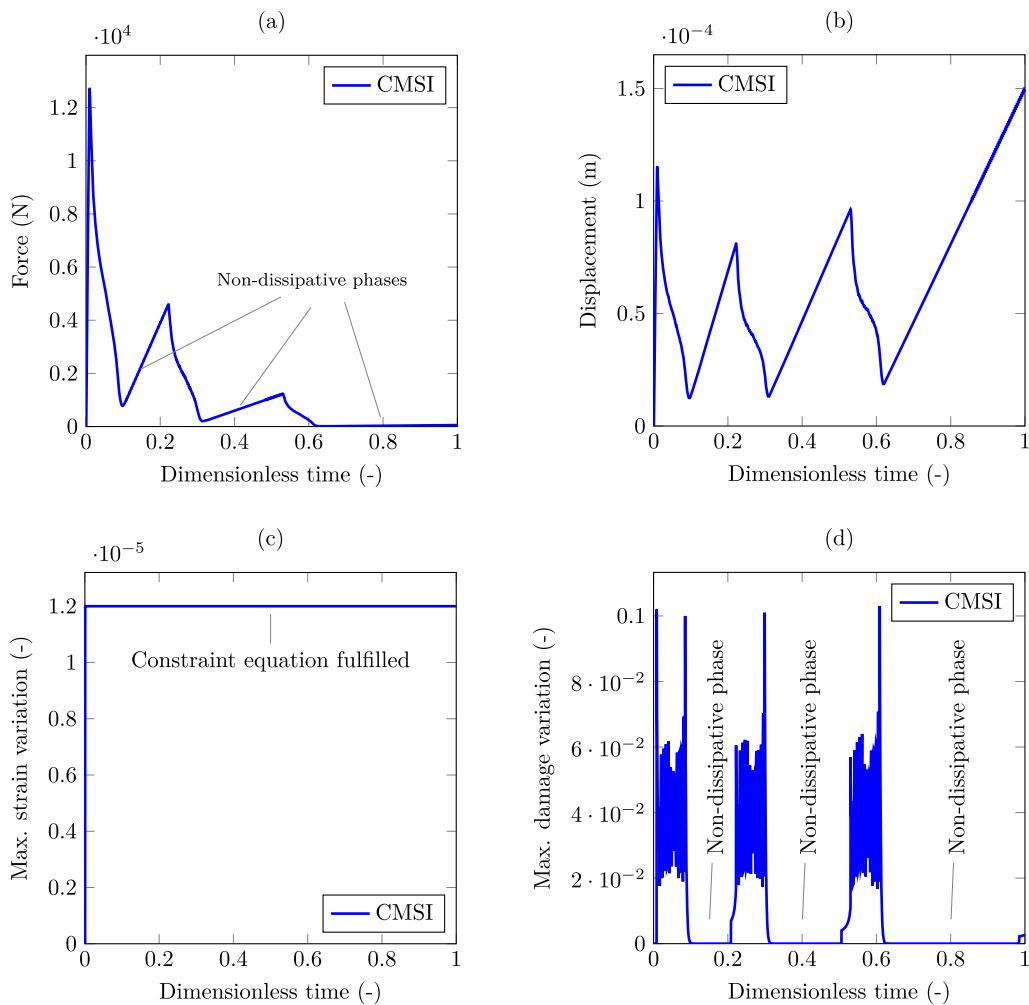 (a)
·10⁴
CMSI
Force (N)
1.2
1
0.8
0.6
0.4
0.2
0
Non-dissipative phases
0 0.2 0.4 0.6 0.8 1
Dimensionless time (-)
(b)
·10⁻⁴
CMSI
Displacement (m)
1.5
1
0.5
0
0 0.2 0.4 0.6 0.8 1
Dimensionless time (-)
(c)
·10⁻⁵
Max. strain variation (-)
1.2
1
0.8
0.6
0.4
0.2
0
Constraint equation fulfilled
CMSI
0 0.2 0.4 0.6 0.8 1
Dimensionless time (-)
(d)
CMSI
Max. damage variation (-)
0.1
8 · 10⁻²
6 · 10⁻²
4 · 10⁻²
2 · 10⁻²
0
Non-dissipative phase
Non-dissipative phase
Non-dissipative phase
0 0.2 0.4 0.6 0.8 1
Dimensionless time (-)